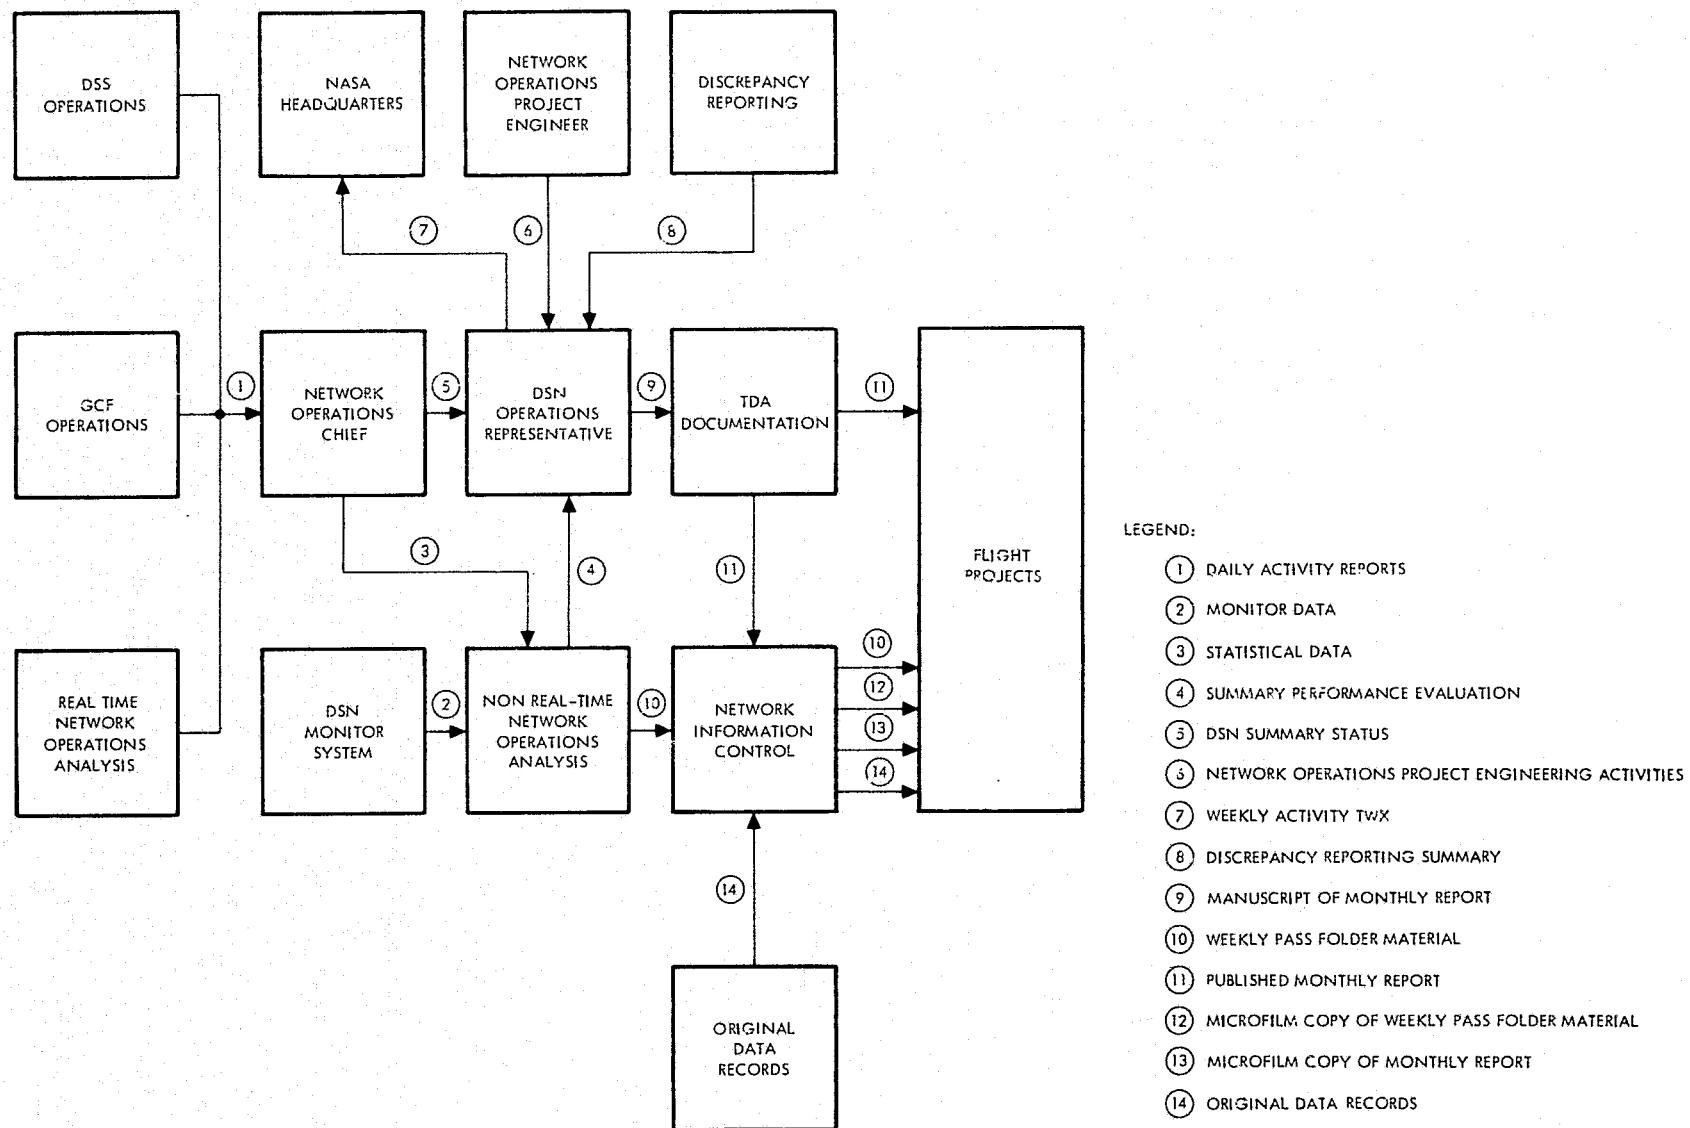 DSS
OPERATIONS
NASA
HEADQUARTERS
NETWORK
OPERATIONS
PROJECT
ENGINEER
DISCREPANCY
REPORTING
7
6
8
GCF
OPERATIONS
1
NETWORK
OPERATIONS
CHIEF
5
DSN
OPERATIONS
REPRESENTATIVE
9
TDA
DOCUMENTATION
11
FLIGHT
PROJECTS
3
4
11
REAL TIME
NETWORK
OPERATIONS
ANALYSIS
DSN
MONITOR
SYSTEM
2
NON REAL-TIME
NETWORK
OPERATIONS
ANALYSIS
10
NETWORK
INFORMATION
CONTROL
10
12
13
14
14
ORIGINAL
DATA
RECORDS
LEGEND:
1 DAILY ACTIVITY REPORTS
2 MONITOR DATA
3 STATISTICAL DATA
4 SUMMARY PERFORMANCE EVALUATION
5 DSN SUMMARY STATUS
6 NETWORK OPERATIONS PROJECT ENGINEERING ACTIVITIES
7 WEEKLY ACTIVITY TWX
8 DISCREPANCY REPORTING SUMMARY
9 MANUSCRIPT OF MONTHLY REPORT
10 WEEKLY PASS FOLDER MATERIAL
11 PUBLISHED MONTHLY REPORT
12 MICROFILM COPY OF WEEKLY PASS FOLDER MATERIAL
13 MICROFILM COPY OF MONTHLY REPORT
14 ORIGINAL DATA RECORDS